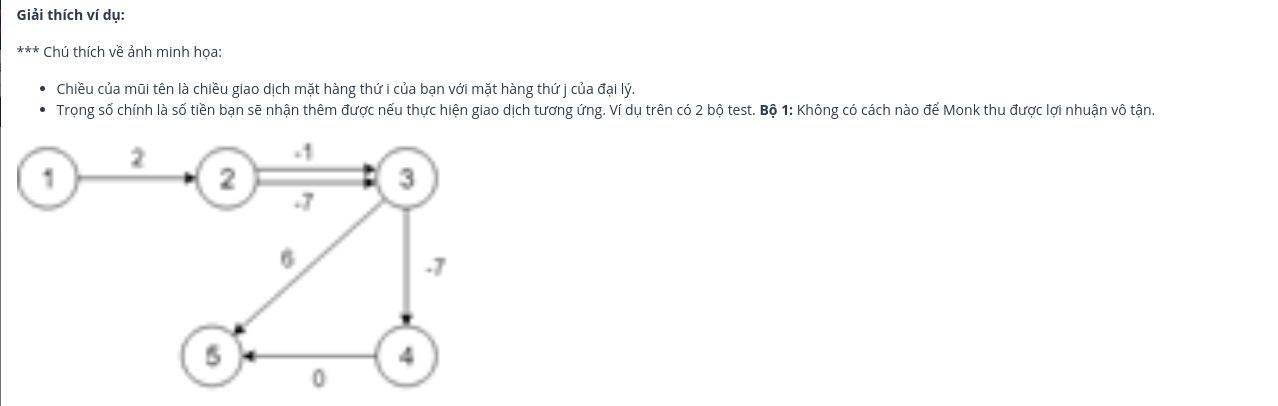 Giải thích ví dụ:
*** Chú thích về ảnh minh họa:
• Chiều của mũi tên là chiều giao dịch mặt hàng thứ i của bạn với mặt hàng thứ j của đại lý.
• Trọng số chính là số tiền bạn sẽ nhận thêm được nếu thực hiện giao dịch tương ứng. Ví dụ trên có 2 bộ test. Bộ 1: Không có cách nào để Monk thu được lợi nhuận vô tận.
2
-1
1
2
3
-7
6
-7
5
4
0